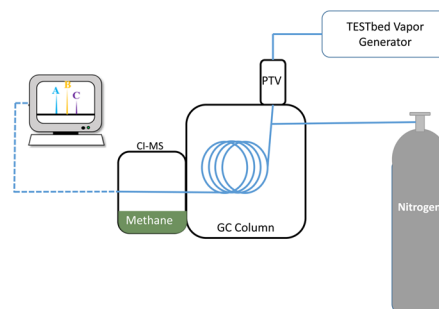 TESTbed Vapor
Generator
PTV
A
B
C
CI-MS
Methane
GC Column
Nitrogen